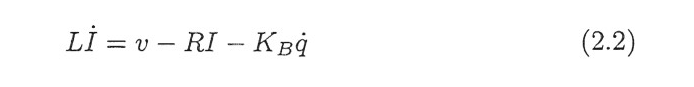 Lİ = v − RI − K_B q̇ (2.2)